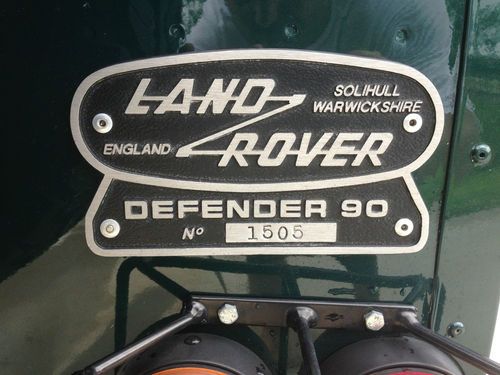 LAND
ROVER
SOLIHULL
WARWICKSHIRE
ENGLAND
DEFENDER 90
Nº 1505